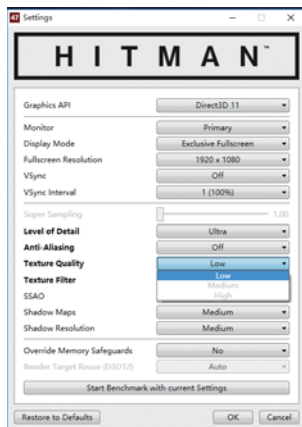 47 Settings
HITMAN™
Graphics API Direct3D 11
Monitor Primary
Display Mode Exclusive Fullscreen
Fullscreen Resolution 1920 x 1080
VSync Off
VSync Interval 1 (100%)
Super Sampling 1.00
Level of Detail Ultra
Anti-Aliasing Off
Texture Quality Low
Texture Filter Low
Medium
SSAO High
Shadow Maps Medium
Shadow Resolution Medium
Override Memory Safeguards No
Render Target Reuse (D3D12) Auto
Start Benchmark with current Settings
Restore to Defaults OK Cancel